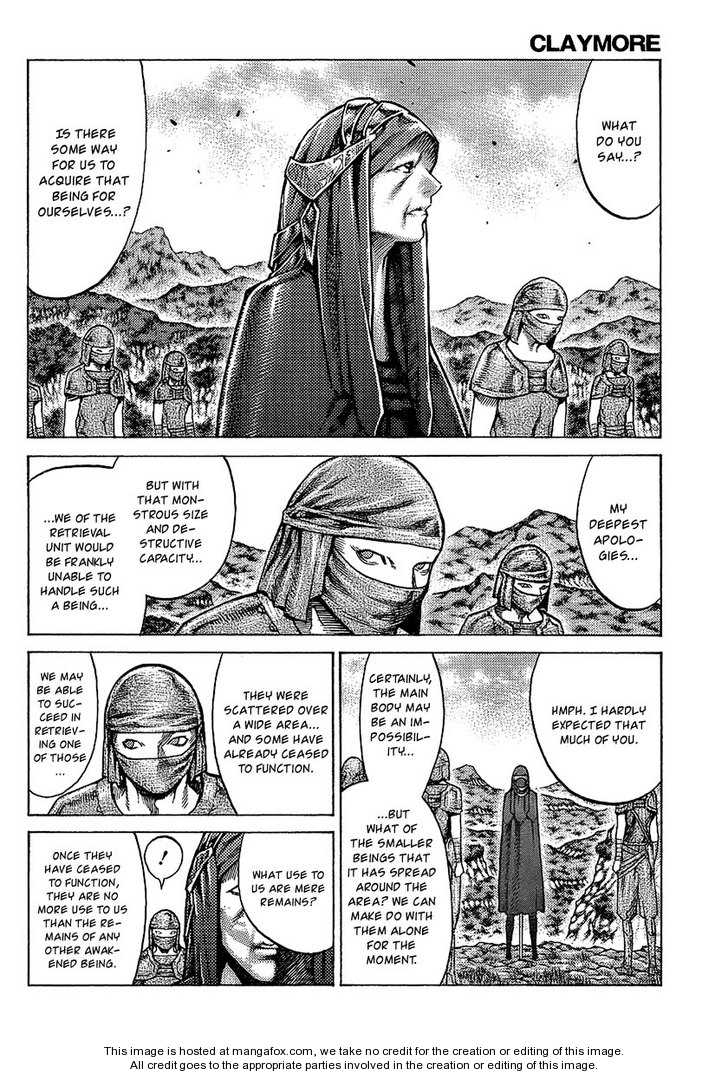 CLAYMORE
WHAT
DO YOU
SAY...?
IS THERE
SOME WAY
FOR US TO
ACQUIRE THAT
BEING FOR
OURSELVES...?
MY
DEEPEST
APOLO-
GIES...
BUT WITH
THAT MON-
STROUS SIZE
AND DE-
STRUCTIVE
CAPACITY...
...WE OF THE
RETRIEVAL
UNIT WOULD
BE FRANKLY
UNABLE TO
HANDLE SUCH
A BEING...
HMPH. I HARDLY
EXPECTED THAT
MUCH OF YOU.
CERTAINLY,
THE MAIN
BODY MAY
BE AN IM-
POSSIBIL-
ITY...
...BUT
WHAT OF
THE SMALLER
BEINGS THAT
IT HAS SPREAD
AROUND THE
AREA? WE CAN
MAKE DO WITH
THEM ALONE
FOR THE
MOMENT.
THEY WERE
SCATTERED OVER
A WIDE AREA...
AND SOME HAVE
ALREADY CEASED
TO FUNCTION.
WE MAY
BE ABLE
TO SUC-
CEED IN
RETRIEV-
ING ONE
OF THOSE
...
WHAT USE TO
US ARE MERE
REMAINS?
!
ONCE THEY
HAVE CEASED
TO FUNCTION,
THEY ARE NO
MORE USE TO US
THAN THE RE-
MAINS OF ANY
OTHER AWAK-
ENED BEING.
This image is hosted at mangafox.com, we take no credit for the creation or editing of this image.
All credit goes to the appropriate parties involved in the creation or editing of this image.